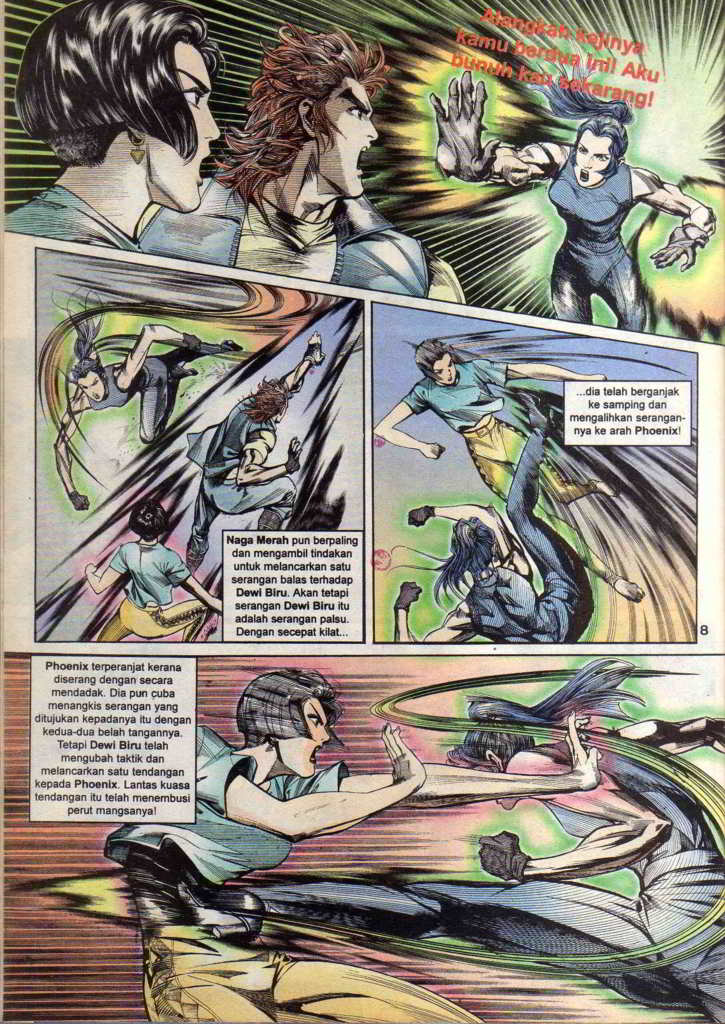 Alangkah kejinya
kamu berdua ini! Aku
bunuh kau sekarang!
Naga Merah pun berpaling
dan mengambil tindakan
untuk melancarkan satu
serangan balas terhadap
Dewi Biru. Akan tetapi
serangan Dewi Biru itu
adalah serangan palsu.
Dengan secepat kilat...
...dia telah berganjak
ke samping dan
mengalihkan serangan-
nya ke arah Phoenix!
8
Phoenix terperanjat kerana
diserang dengan secara
mendadak. Dia pun cuba
menangkis serangan yang
ditujukan kepadanya itu dengan
kedua-dua belah tangannya.
Tetapi Dewi Biru telah
mengubah taktik dan
melancarkan satu tendangan
kepada Phoenix. Lantas kuasa
tendangan itu telah menembusi
perut mangsanya!